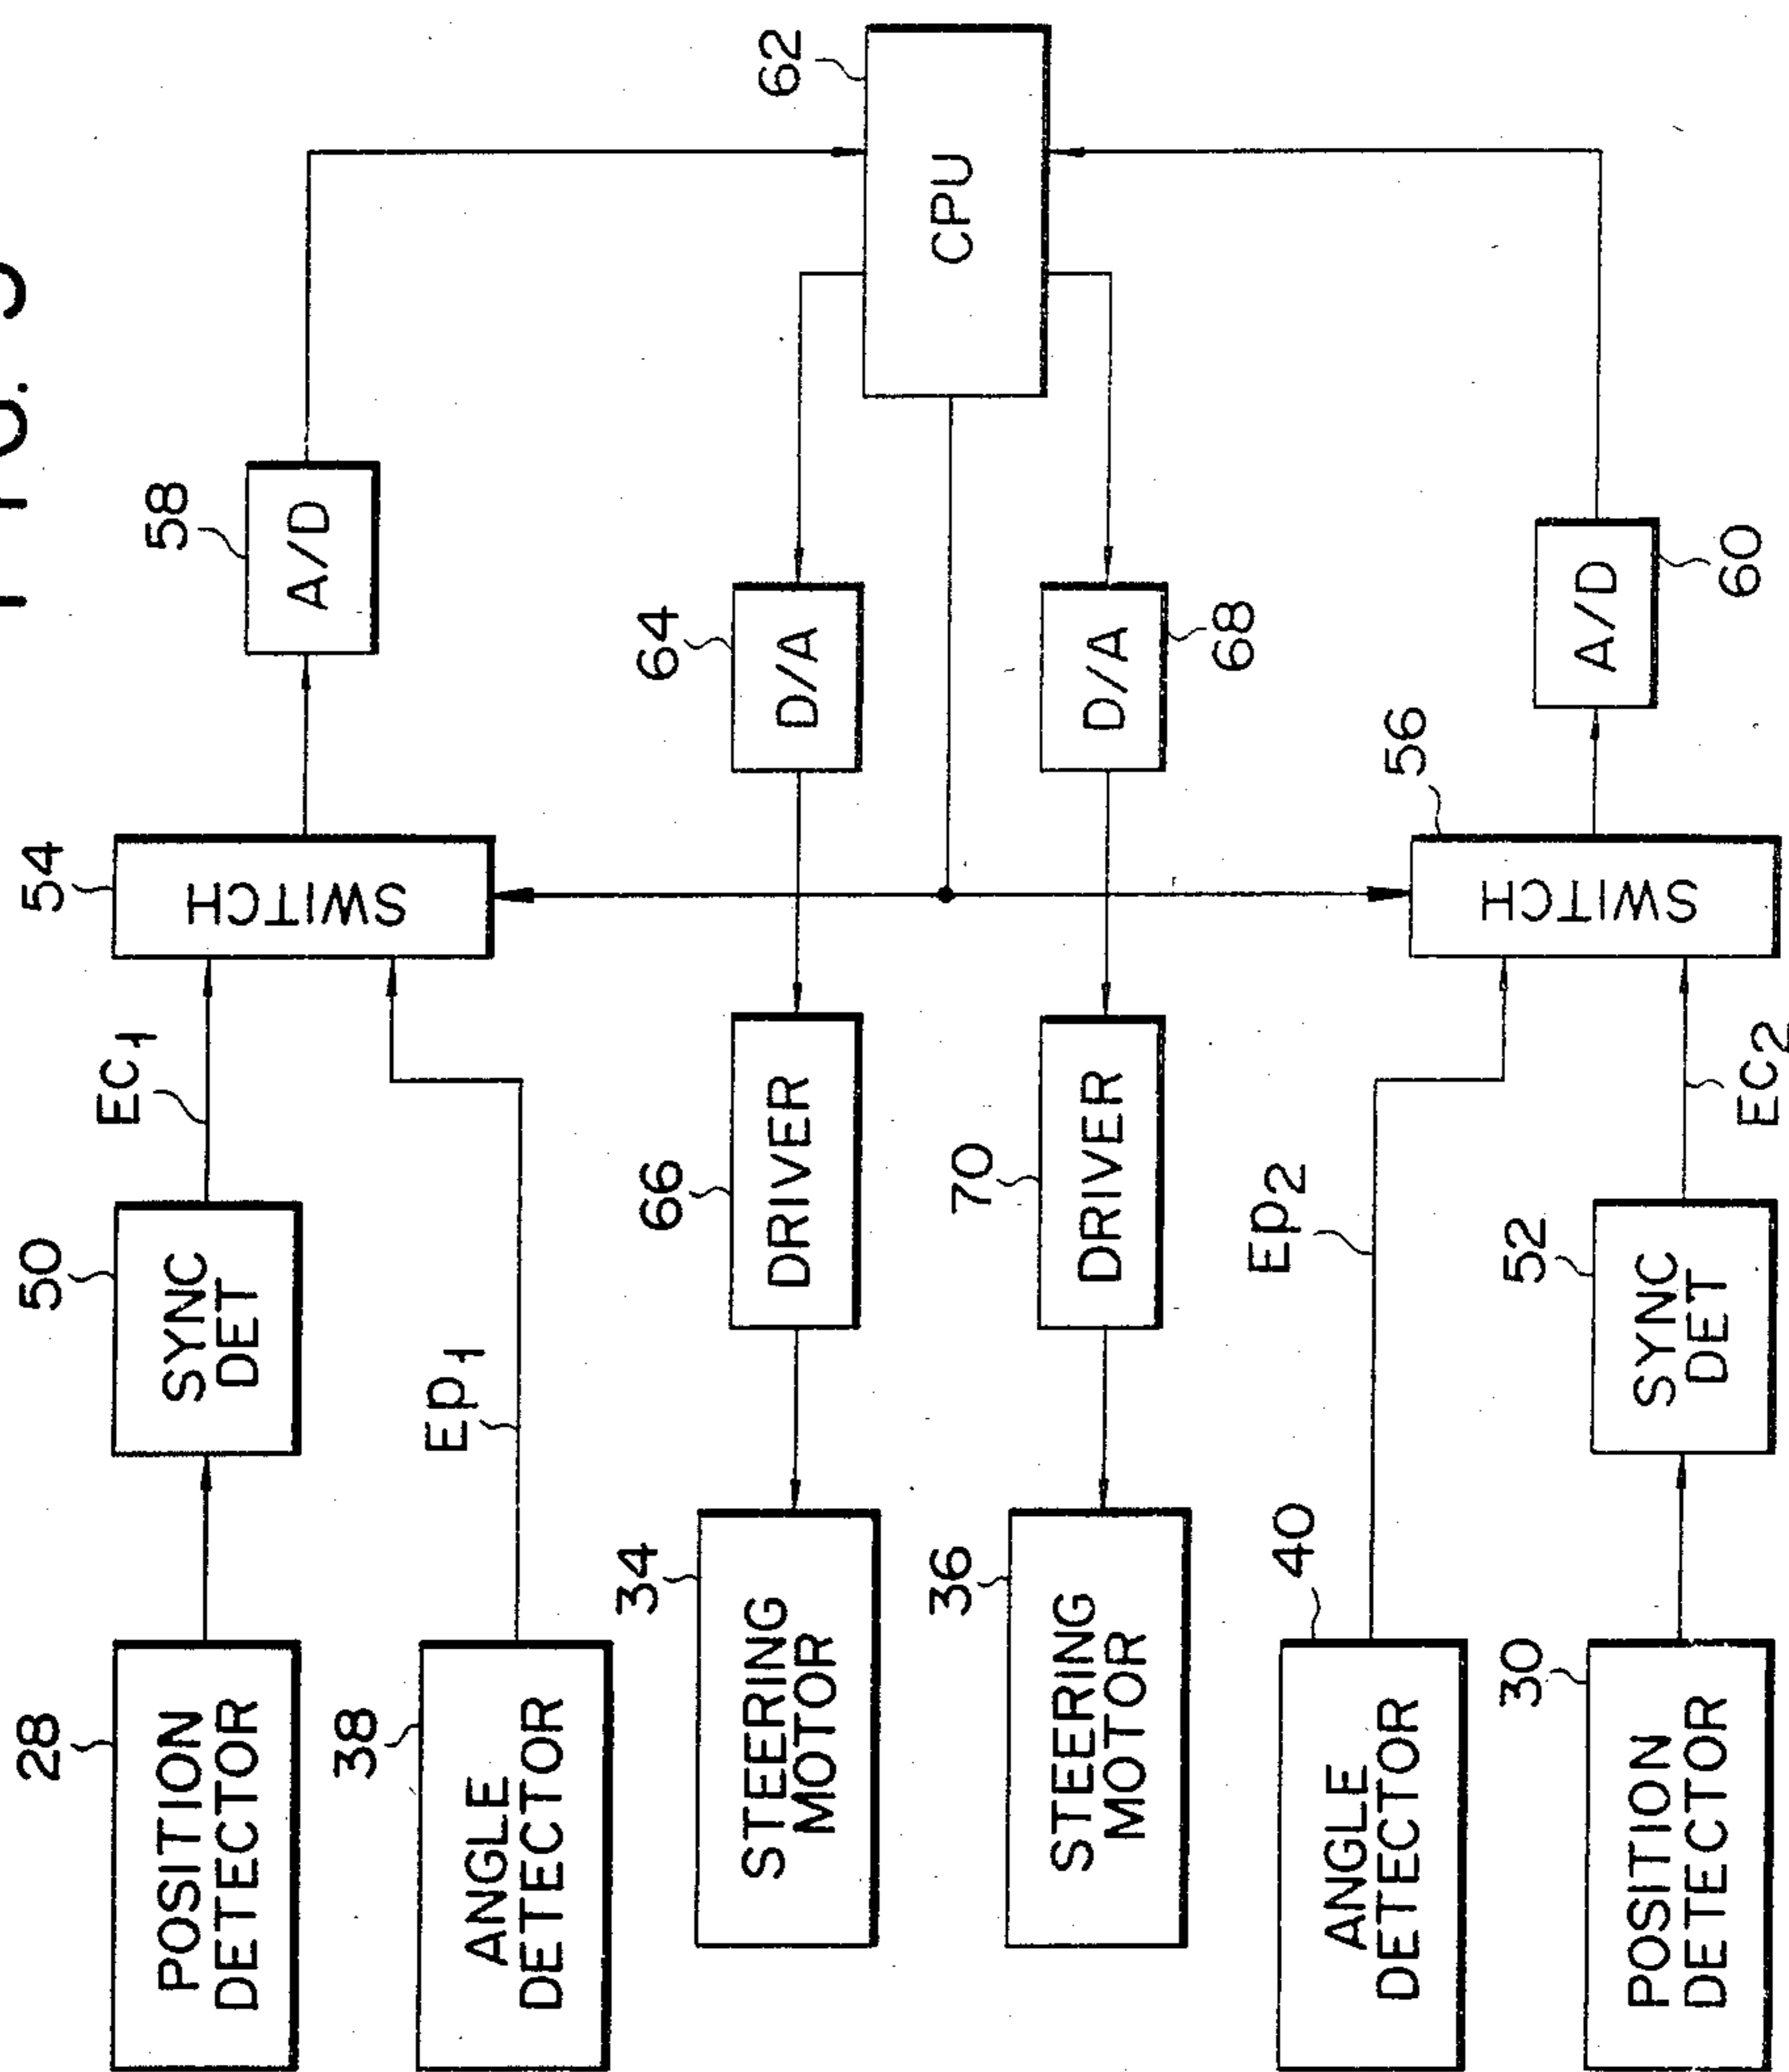 FIG.
28
POSITION
DETECTOR
50
SYNC
DET
EC1
54
SWITCH
58
A/D
38
ANGLE
DETECTOR
Ep1
34
STEERING
MOTOR
66
DRIVER
64
D/A
62
CPU
36
STEERING
MOTOR
70
DRIVER
D/A
68
40
ANGLE
DETECTOR
Ep2
56
SWITCH
A/D
60
30
POSITION
DETECTOR
52
SYNC
DET
EC2